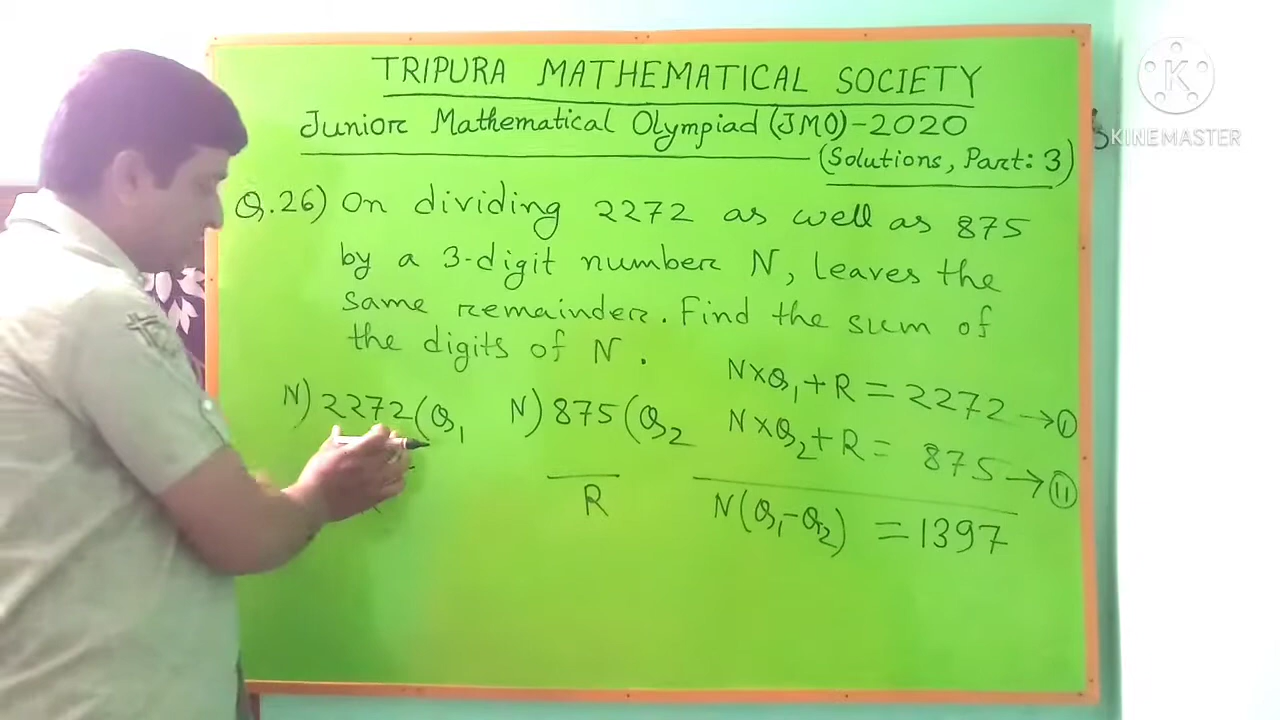 TRIPURA MATHEMATICAL SOCIETY
Junior Mathematical Olympiad (JMO)-2020
(Solutions, Part: 3)
Q.26) On dividing 2272 as well as 875
by a 3-digit number N, leaves the
same remainder. Find the sum of
the digits of N.
N)2272(Q₁
N)875(Q₂
R
N×Q₁+R=2272→(I)
N×Q₂+R= 875→(II)
N(Q₁-Q₂) =1397
K
KINEMASTER